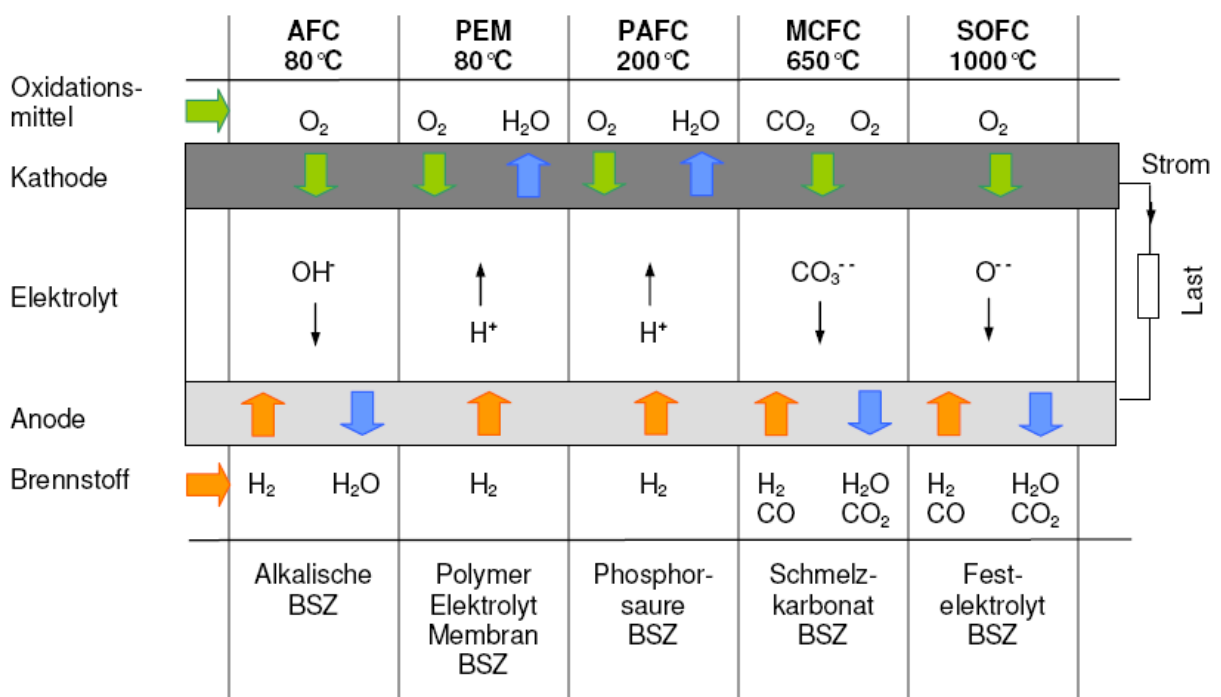 AFC PEM PAFC MCFC SOFC
80 °C 80 °C 200 °C 650 °C 1000 °C
Oxidations-
mittel
O₂ O₂ H₂O O₂ H₂O CO₂ O₂ O₂
Kathode
Strom
OH⁻ CO₃⁻⁻ O⁻⁻
Elektrolyt
Last
H⁺ H⁺
Anode
Brennstoff
H₂ H₂O H₂ H₂ H₂ H₂O H₂ H₂O
CO CO₂ CO CO₂
Alkalische
BSZ
Polymer
Elektrolyt
Membran
BSZ
Phosphor-
saure
BSZ
Schmelz-
karbonat
BSZ
Fest-
elektrolyt
BSZ